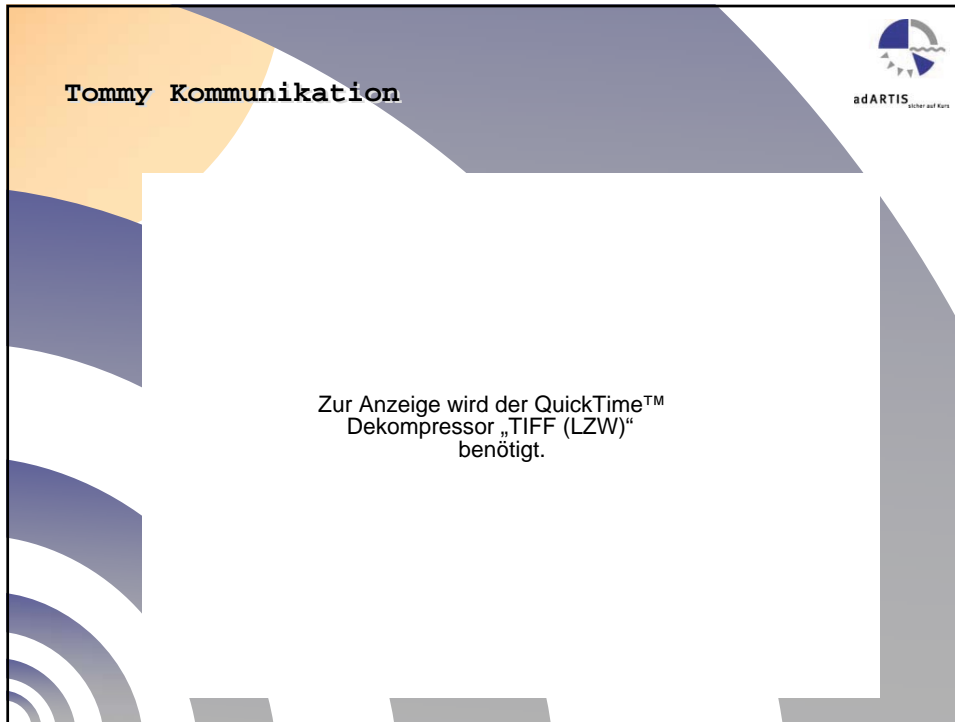 Tommy Kommunikation
adARTIS sicher auf Kurs
Zur Anzeige wird der QuickTime™
Dekompressor „TIFF (LZW)“
benötigt.